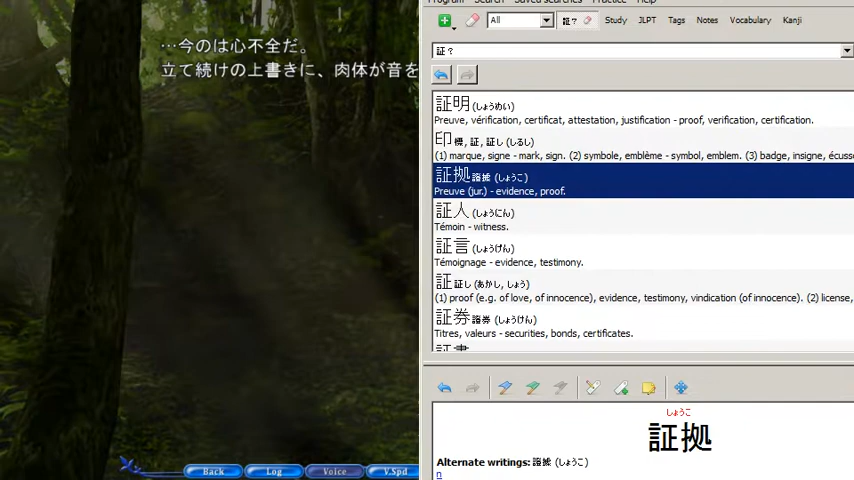 …今のは心不全だ。
立て続けの上書きに、肉体が音を
Back
Log
Voice
V.Spd
Program Search Saved searches Practice Help
All
証?
Study JLPT Tags Notes Vocabulary Kanji
証?
証明 (しょうめい)
Preuve, vérification, certificat, attestation, justification - proof, verification, certification.
印 標, 証, 証し (しるし)
(1) marque, signe - mark, sign. (2) symbole, emblème - symbol, emblem. (3) badge, insigne, écuss
証拠 證據 (しょうこ)
Preuve (jur.) - evidence, proof.
証人 (しょうにん)
Témoin - witness.
証言 (しょうげん)
Témoignage - evidence, testimony.
証 証し (あかし, しょう)
(1) proof (e.g. of love, of innocence), evidence, testimony, vindication (of innocence). (2) license,
証券 證券 (しょうけん)
Titres, valeurs - securities, bonds, certificates.
しょうこ
証拠
Alternate writings: 證據 (しょうこ)
n